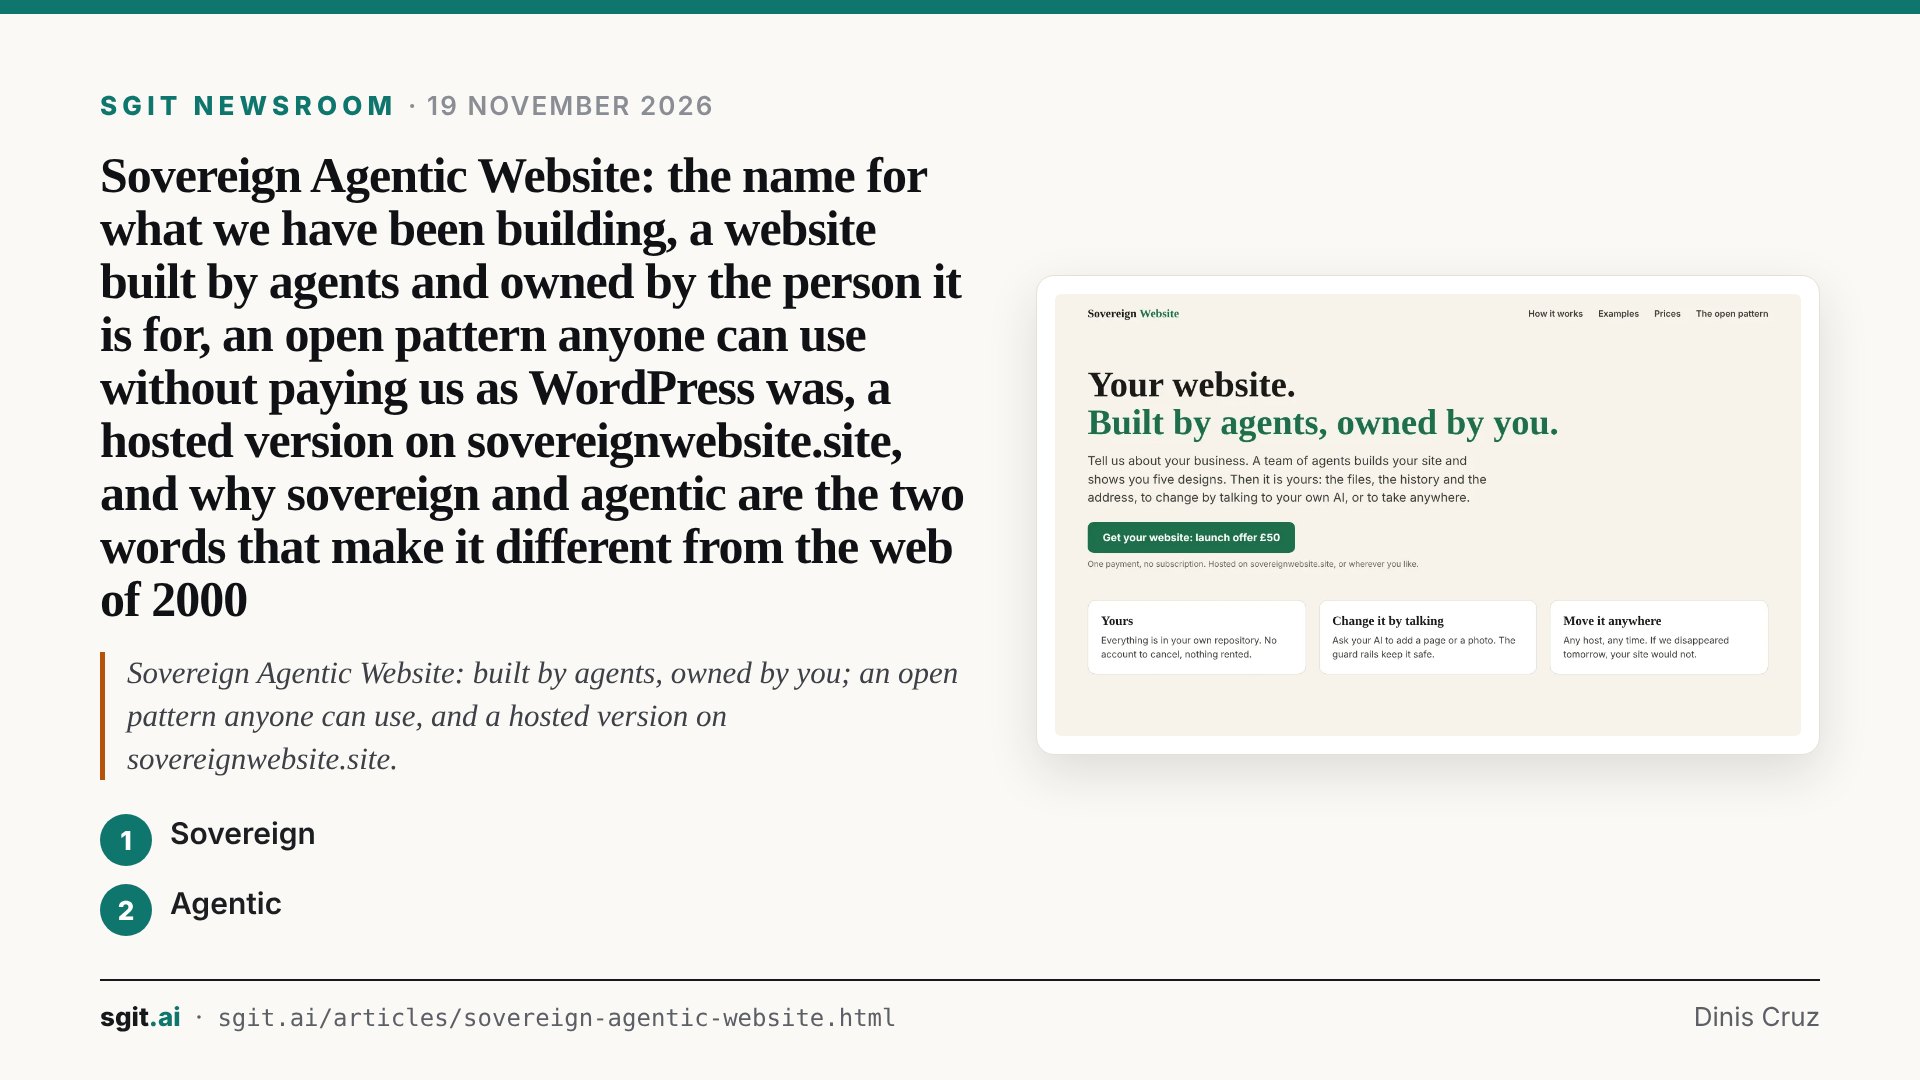 SGIT NEWSROOM · 19 NOVEMBER 2026
Sovereign Agentic Website: the name for
what we have been building, a website
built by agents and owned by the person it
is for, an open pattern anyone can use
without paying us as WordPress was, a
hosted version on sovereignwebsite.site,
and why sovereign and agentic are the two
words that make it different from the web
of 2000
Sovereign Agentic Website: built by agents, owned by you; an open
pattern anyone can use, and a hosted version on
sovereignwebsite.site.
1 Sovereign
2 Agentic
Sovereign Website
How it works Examples Prices The open pattern
Your website.
Built by agents, owned by you.
Tell us about your business. A team of agents builds your site and
shows you five designs. Then it is yours: the files, the history and the
address, to change by talking to your own AI, or to take anywhere.
Get your website: launch offer £50
One payment, no subscription. Hosted on sovereignwebsite.site, or wherever you like.
Yours
Everything is in your own repository. No
account to cancel, nothing rented.
Change it by talking
Ask your AI to add a page or a photo. The
guard rails keep it safe.
Move it anywhere
Any host, any time. If we disappeared
tomorrow, your site would not.
sgit.ai · sgit.ai/articles/sovereign-agentic-website.html
Dinis Cruz